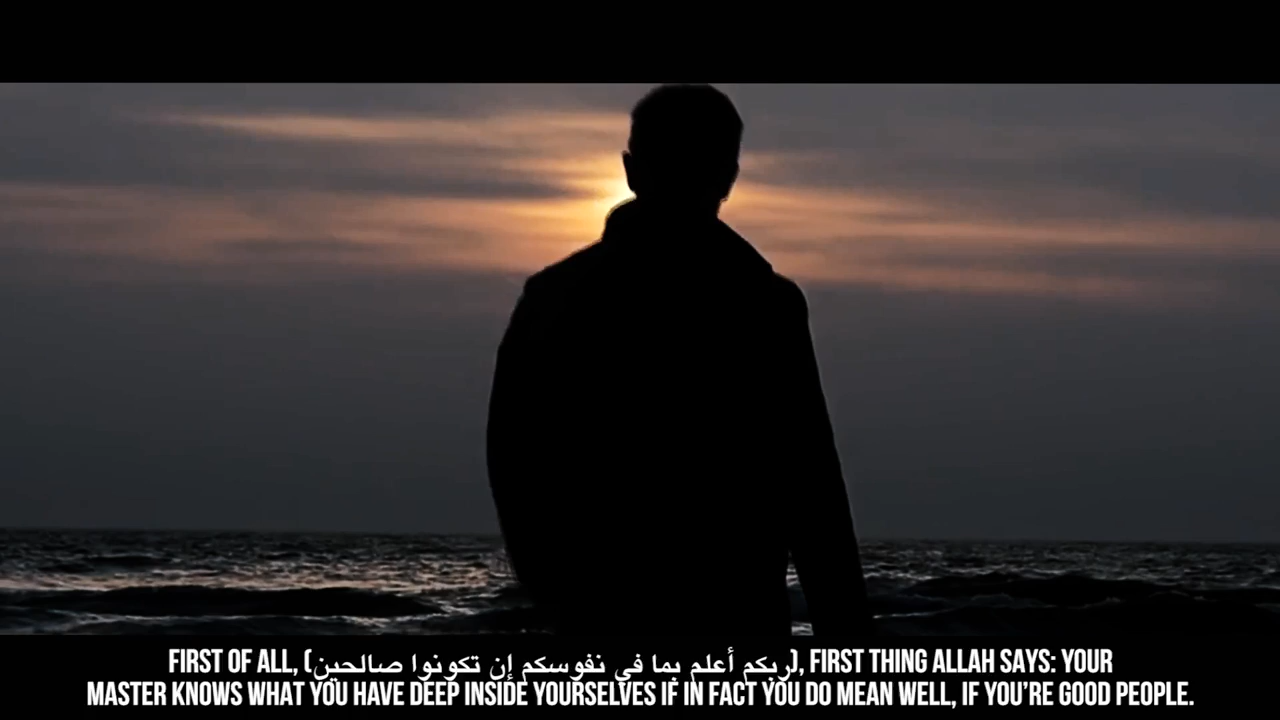 FIRST OF ALL, (ربكم أعلم بما في نفوسكم إن تكونوا صالحين), FIRST THING ALLAH SAYS: YOUR
MASTER KNOWS WHAT YOU HAVE DEEP INSIDE YOURSELVES IF IN FACT YOU DO MEAN WELL, IF YOU'RE GOOD PEOPLE.